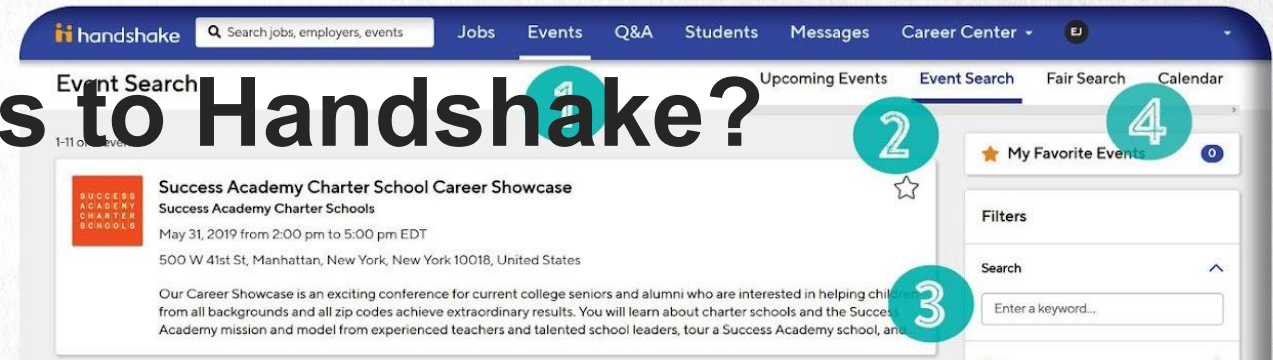 handshake Search jobs, employers, events Jobs Events Q&A Students Messages Career Center EJ
Event Search Upcoming Events Event Search Fair Search Calendar
s to Handshake?
1
2
4
1-11 of
My Favorite Events 0
SUCCESS
ACADEMY
CHARTER
SCHOOLS
Success Academy Charter School Career Showcase
Success Academy Charter Schools
May 31, 2019 from 2:00 pm to 5:00 pm EDT
500 W 41st St, Manhattan, New York, New York 10018, United States
Our Career Showcase is an exciting conference for current college seniors and alumni who are interested in helping children
from all backgrounds and all zip codes achieve extraordinary results. You will learn about charter schools and the Success
Academy mission and model from experienced teachers and talented school leaders, tour a Success Academy school, and
3
Filters
Search
Enter a keyword...